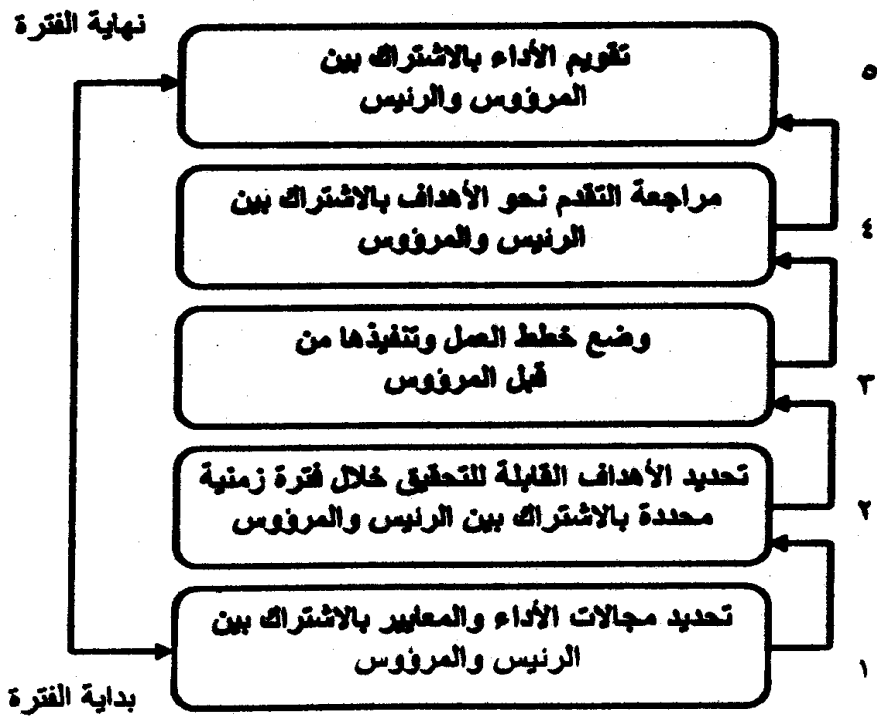 نهاية الفترة
تقويم الأداء بالاشتراك بين
المرؤوس والرئيس
٥
مراجعة التقدم نحو الأهداف بالاشتراك بين
الرئيس والمرؤوس
٤
وضع خطط العمل وتنفيذها من
قبل المرؤوس
٣
تحديد الأهداف القابلة للتحقيق خلال فترة زمنية
محددة بالاشتراك بين الرئيس والمرؤوس
٢
تحديد مجالات الأداء والمعايير بالاشتراك بين
الرئيس والمرؤوس
١
بداية الفترة